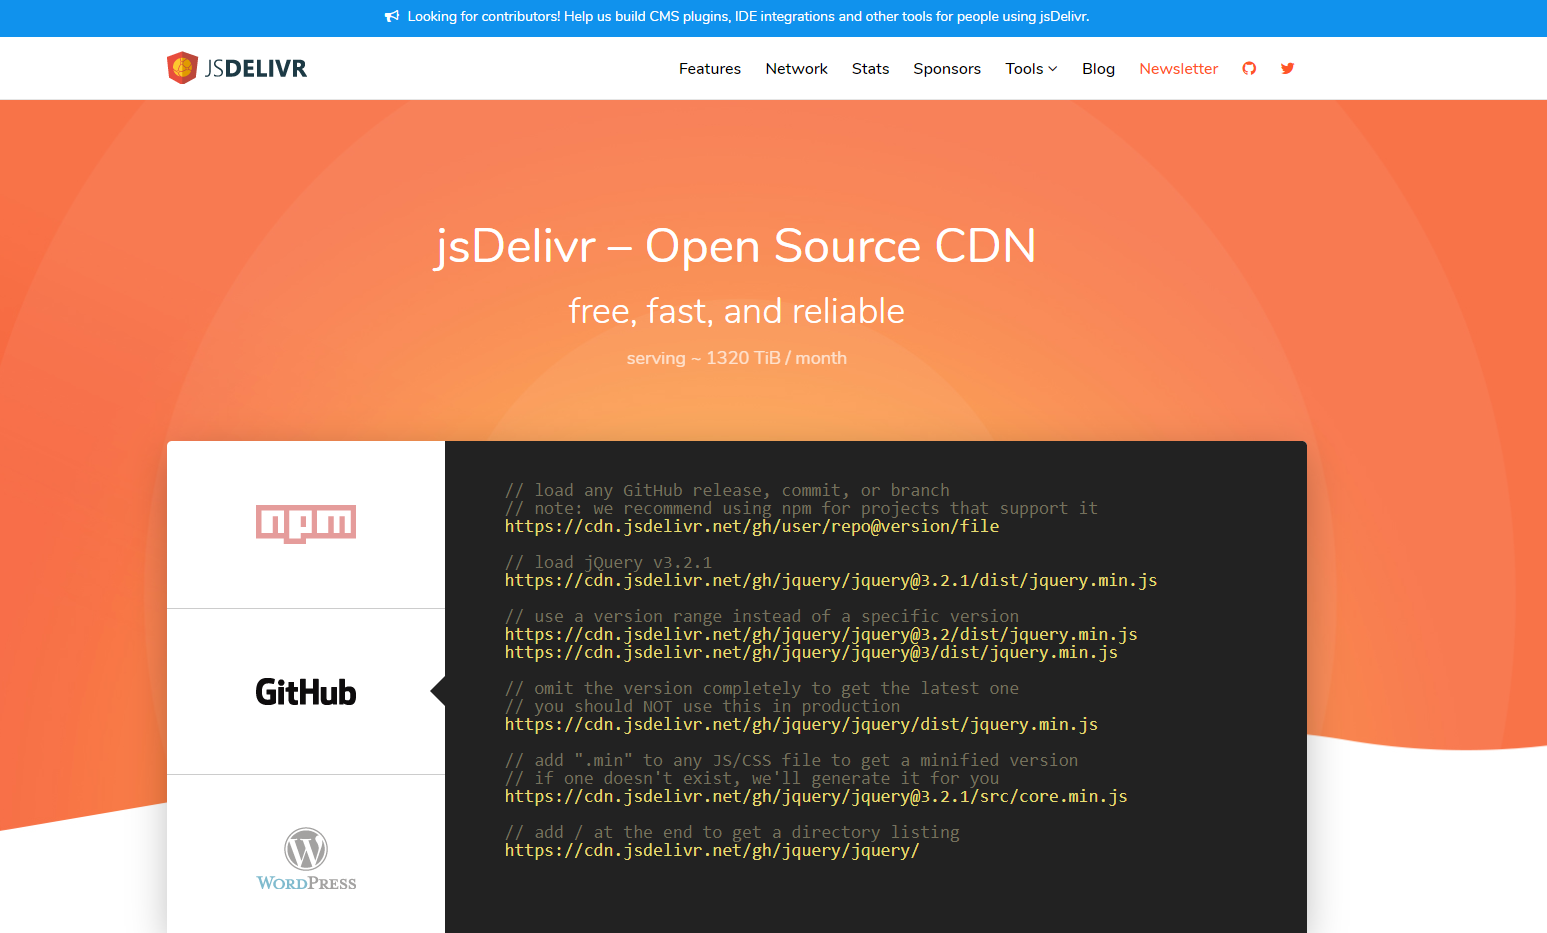 Looking for contributors! Help us build CMS plugins, IDE integrations and other tools for people using jsDelivr.
JSDELIVR
Features Network Stats Sponsors Tools Blog Newsletter
jsDelivr – Open Source CDN
free, fast, and reliable
serving ~ 1320 TiB / month
npm
GitHub
WORDPRESS
// load any GitHub release, commit, or branch
// note: we recommend using npm for projects that support it
https://cdn.jsdelivr.net/gh/user/repo@version/file
// load jQuery v3.2.1
https://cdn.jsdelivr.net/gh/jquery/jquery@3.2.1/dist/jquery.min.js
// use a version range instead of a specific version
https://cdn.jsdelivr.net/gh/jquery/jquery@3.2/dist/jquery.min.js
https://cdn.jsdelivr.net/gh/jquery/jquery@3/dist/jquery.min.js
// omit the version completely to get the latest one
// you should NOT use this in production
https://cdn.jsdelivr.net/gh/jquery/jquery/dist/jquery.min.js
// add ".min" to any JS/CSS file to get a minified version
// if one doesn't exist, we'll generate it for you
https://cdn.jsdelivr.net/gh/jquery/jquery@3.2.1/src/core.min.js
// add / at the end to get a directory listing
https://cdn.jsdelivr.net/gh/jquery/jquery/